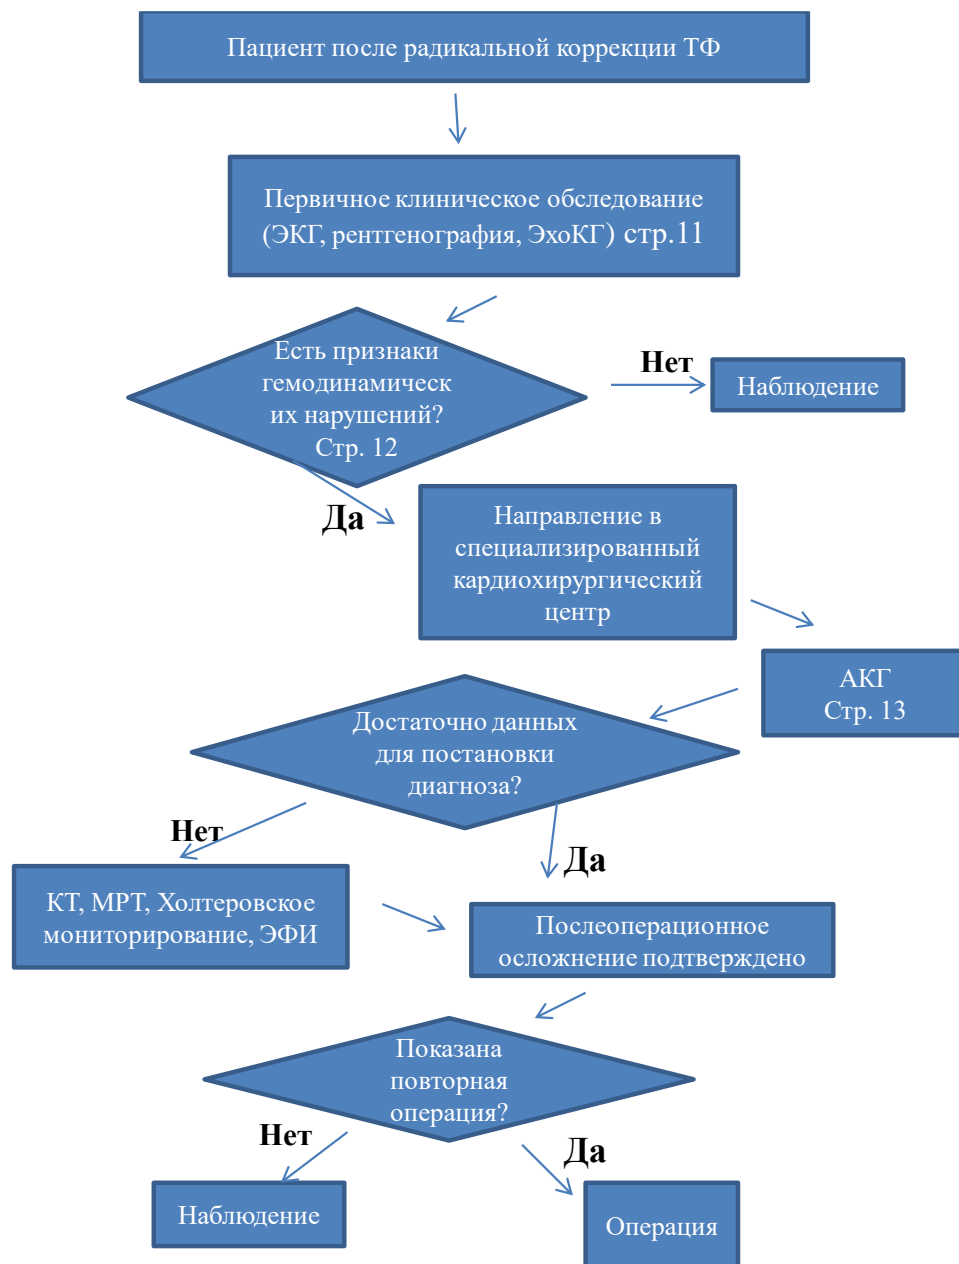 Пациент после радикальной коррекции ТФ
Первичное клиническое обследование
(ЭКГ, рентгенография, ЭхоКГ) стр.11
Есть признаки
гемодинамическ
их нарушений?
Стр. 12
Нет
Наблюдение
Да
Направление в
специализированный
кардиохирургический
центр
АКГ
Стр. 13
Достаточно данных
для постановки
диагноза?
Нет
Да
КТ, МРТ, Холтеровское
мониторирование, ЭФИ
Послеоперационное
осложнение подтверждено
Показана
повторная
операция?
Нет
Да
Наблюдение
Операция